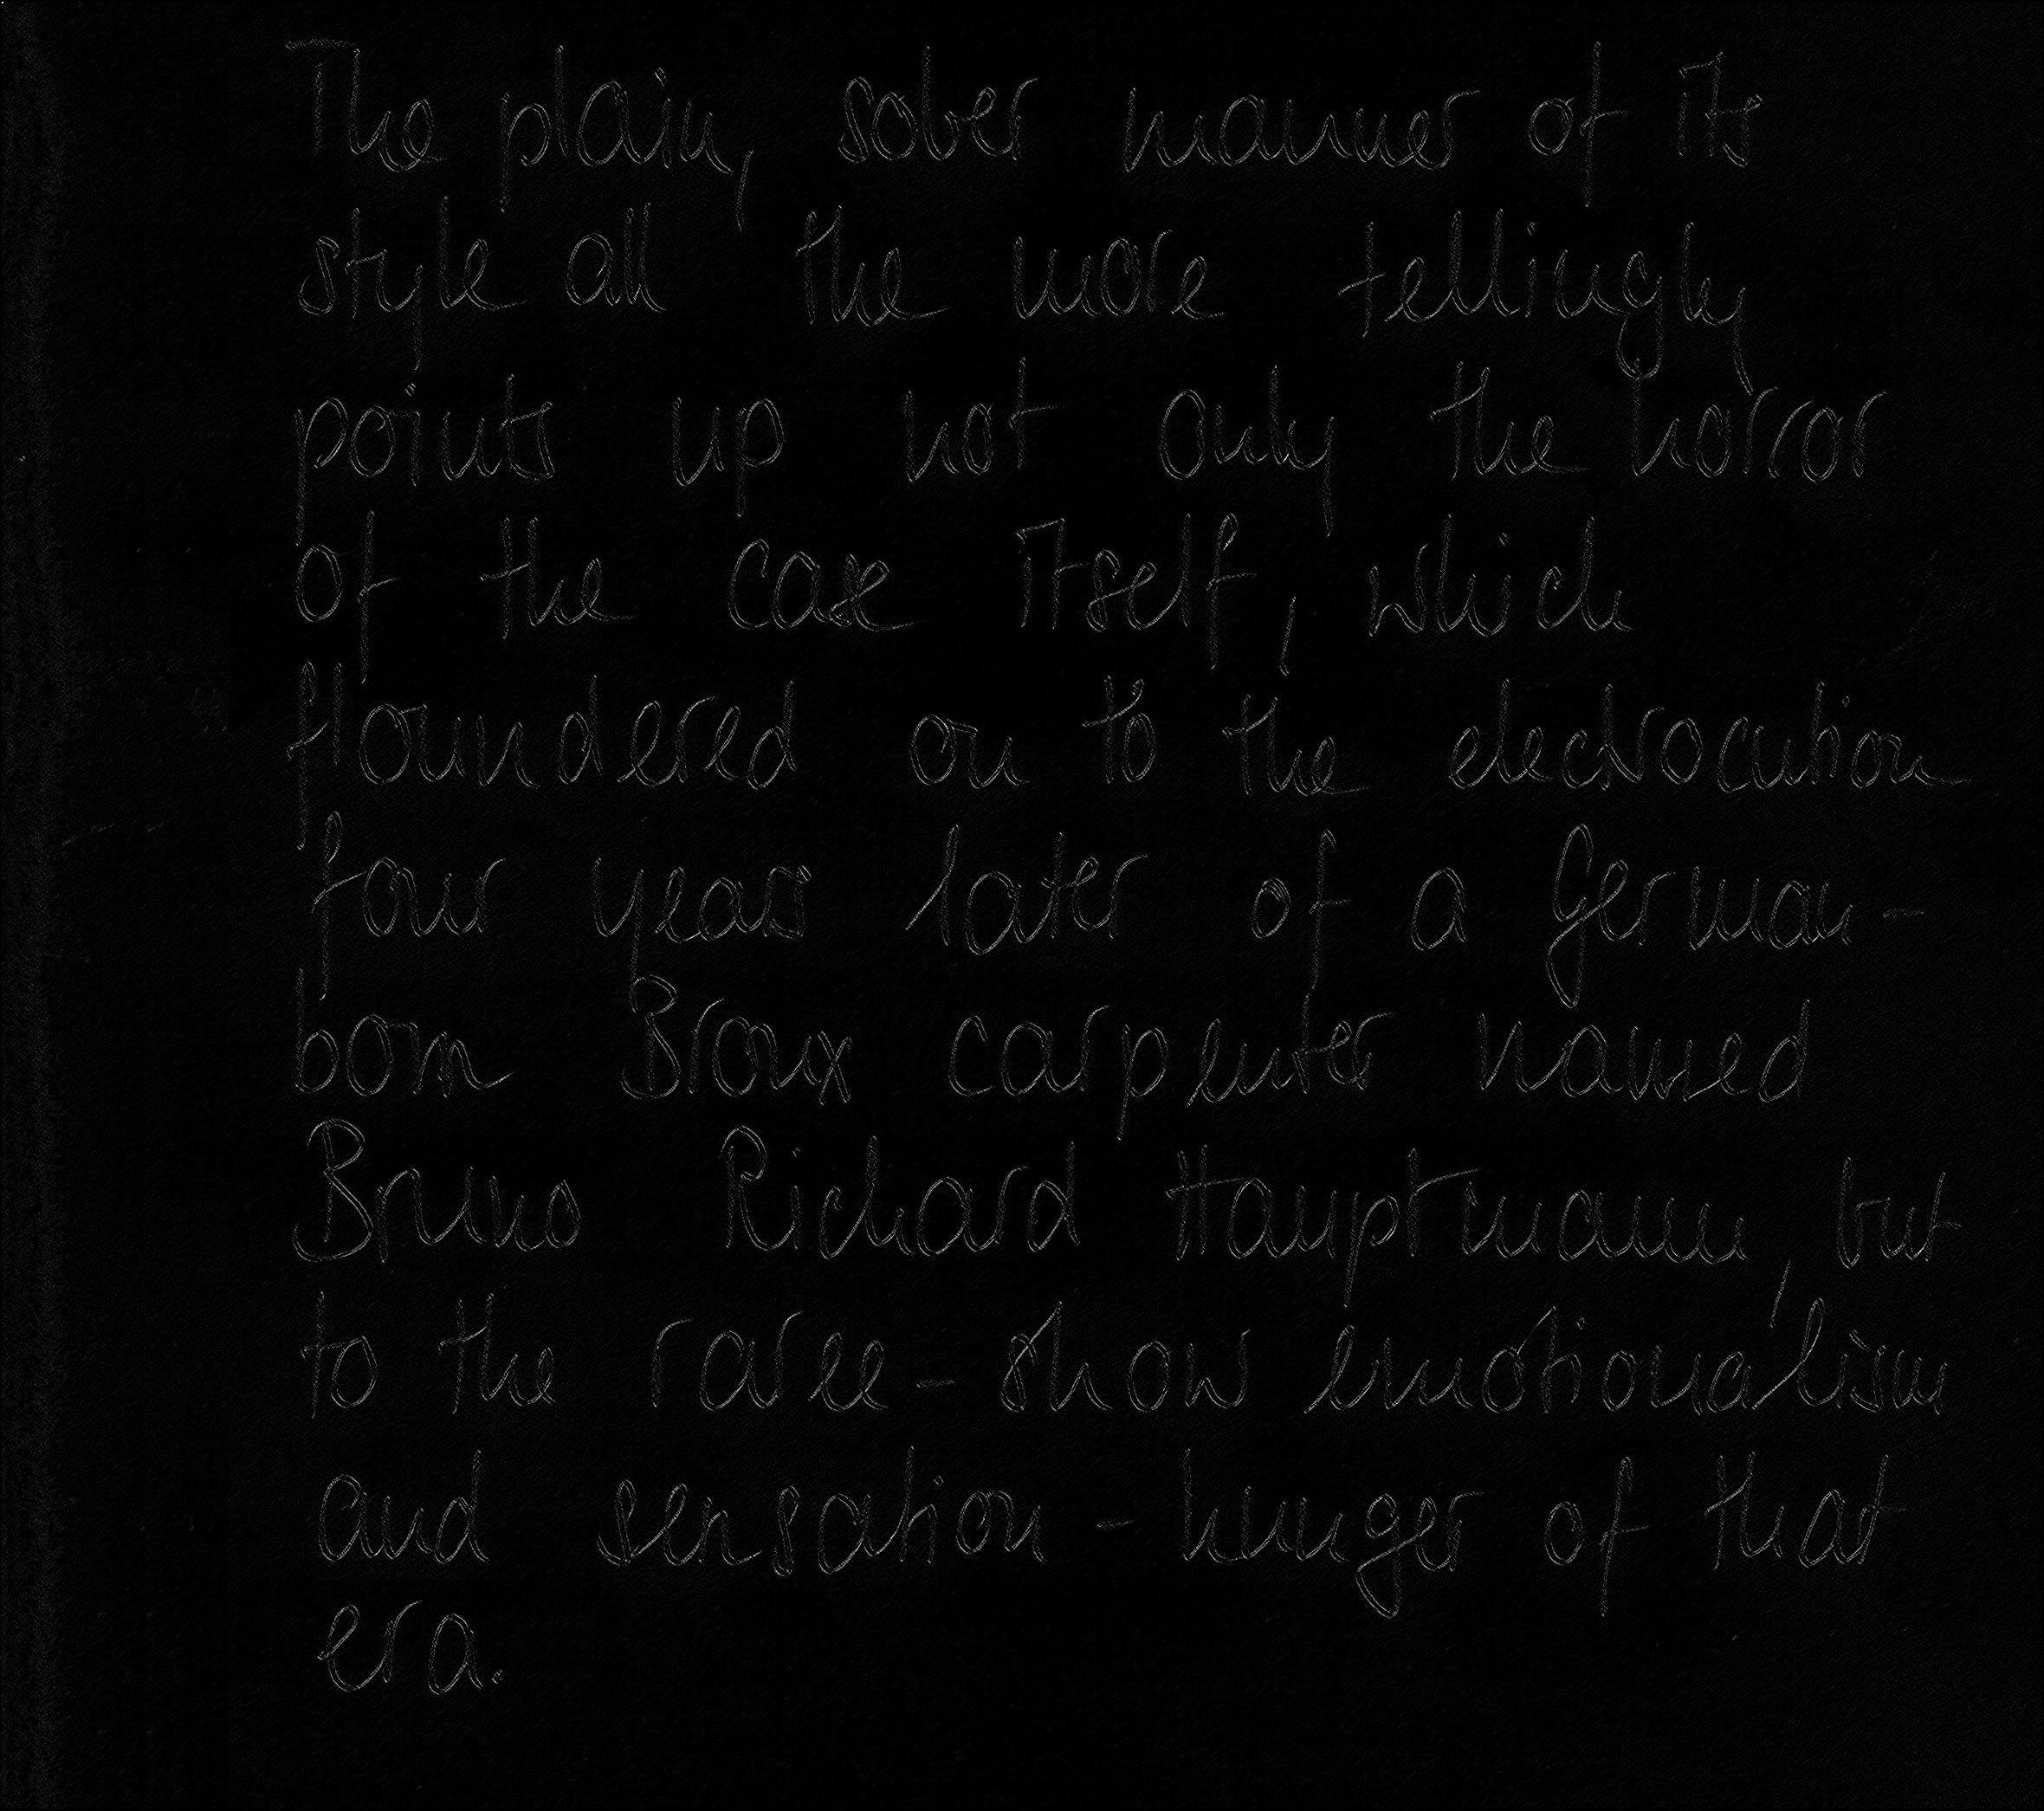 The plain, sober manner of its
style all the more tellingly
points up not only the horror
of the case itself, which
floundered on to the electrocution
four years later of a German-
born Bronx carpenter named
Bruno Richard Hauptmann, but
to the raree-show emotionalism
and sensation-hunger of that
era.